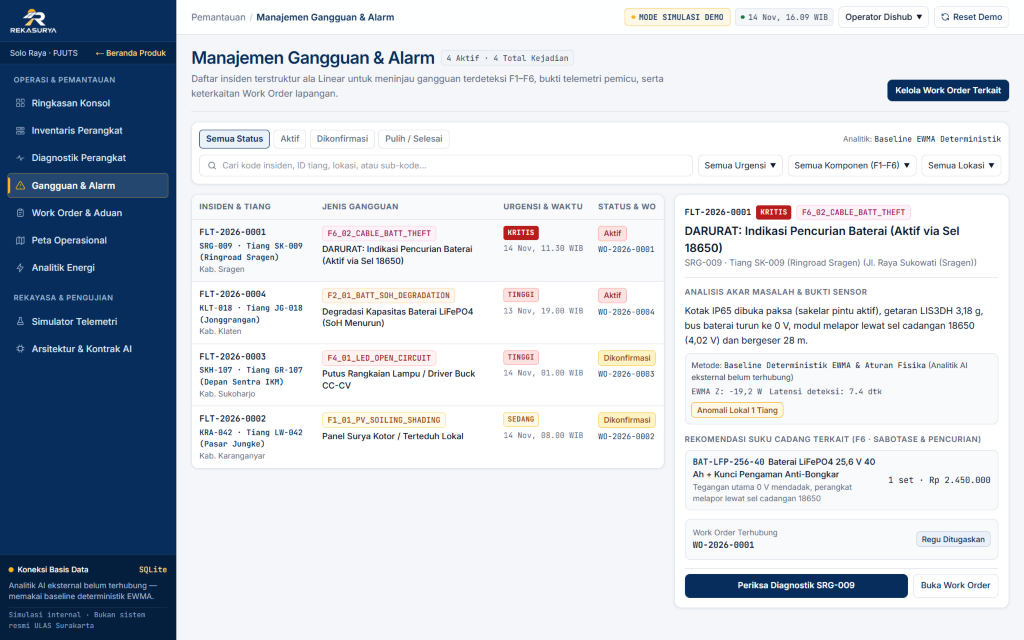 REKASURYA
Solo Raya · PJUTS
← Beranda Produk
OPERASI & PEMANTAUAN
Ringkasan Konsol
Inventaris Perangkat
Diagnostik Perangkat
Gangguan & Alarm
Work Order & Aduan
Peta Operasional
Analitik Energi
REKAYASA & PENGUJIAN
Simulator Telemetri
Arsitektur & Kontrak AI
Koneksi Basis Data SQLite
Analitik AI eksternal belum terhubung —
memakai baseline deterministik EWMA.
Simulasi internal · Bukan sistem
resmi ULAS Surakarta
Pemantauan / Manajemen Gangguan & Alarm
MODE SIMULASI DEMO
14 Nov, 16.09 WIB
Operator Dishub ▼
Reset Demo
Manajemen Gangguan & Alarm
4 Aktif · 4 Total Kejadian
Daftar insiden terstruktur ala Linear untuk meninjau gangguan terdeteksi F1–F6, bukti telemetri pemicu, serta
keterkaitan Work Order lapangan.
Kelola Work Order Terkait
Semua Status
Aktif
Dikonfirmasi
Pulih / Selesai
Analitik: Baseline EWMA Deterministik
Cari kode insiden, ID tiang, lokasi, atau sub-kode...
Semua Urgensi ▼
Semua Komponen (F1–F6) ▼
Semua Lokasi ▼
INSIDEN & TIANG
JENIS GANGGUAN
URGENSI & WAKTU
STATUS & WO
FLT-2026-0001
SRG-009 · Tiang SK-009
(Ringroad Sragen)
Kab. Sragen
F6_02_CABLE_BATT_THEFT
DARURAT: Indikasi Pencurian Baterai
(Aktif via Sel 18650)
KRITIS
14 Nov, 11.30 WIB
Aktif
WO-2026-0001
FLT-2026-0004
KLT-018 · Tiang JG-018
(Jonggrangan)
Kab. Klaten
F2_01_BATT_SOH_DEGRADATION
Degradasi Kapasitas Baterai LiFePO4
(SoH Menurun)
TINGGI
13 Nov, 19.00 WIB
Aktif
WO-2026-0004
FLT-2026-0003
SKH-107 · Tiang GR-107
(Depan Sentra IKM)
Kab. Sukoharjo
F4_01_LED_OPEN_CIRCUIT
Putus Rangkaian Lampu / Driver Buck
CC-CV
TINGGI
14 Nov, 01.00 WIB
Dikonfirmasi
WO-2026-0003
FLT-2026-0002
KRA-042 · Tiang LW-042
(Pasar Jungke)
Kab. Karanganyar
F1_01_PV_SOILING_SHADING
Panel Surya Kotor / Terteduh Lokal
SEDANG
14 Nov, 08.00 WIB
Dikonfirmasi
WO-2026-0002
FLT-2026-0001 KRITIS F6_02_CABLE_BATT_THEFT
DARURAT: Indikasi Pencurian Baterai (Aktif via Sel
18650)
SRG-009 · Tiang SK-009 (Ringroad Sragen) (Jl. Raya Sukowati (Sragen))
ANALISIS AKAR MASALAH & BUKTI SENSOR
Kotak IP65 dibuka paksa (sakelar pintu aktif), getaran LIS3DH 3,18 g,
bus baterai turun ke 0 V, modul melapor lewat sel cadangan 18650
(4,02 V) dan bergeser 28 m.
Metode: Baseline Deterministik EWMA & Aturan Fisika (Analitik AI
eksternal belum terhubung)
EWMA Z: -19,2 W Latensi deteksi: 7.4 dtk
Anomali Lokal 1 Tiang
REKOMENDASI SUKU CADANG TERKAIT (F6 · SABOTASE & PENCURIAN)
BAT-LFP-256-40 Baterai LiFePO4 25,6 V 40
Ah + Kunci Pengaman Anti-Bongkar
Tegangan utama 0 V mendadak, perangkat
melapor lewat sel cadangan 18650
1 set · Rp 2.450.000
Work Order Terhubung
WO-2026-0001
Regu Ditugaskan
Periksa Diagnostik SRG-009
Buka Work Order